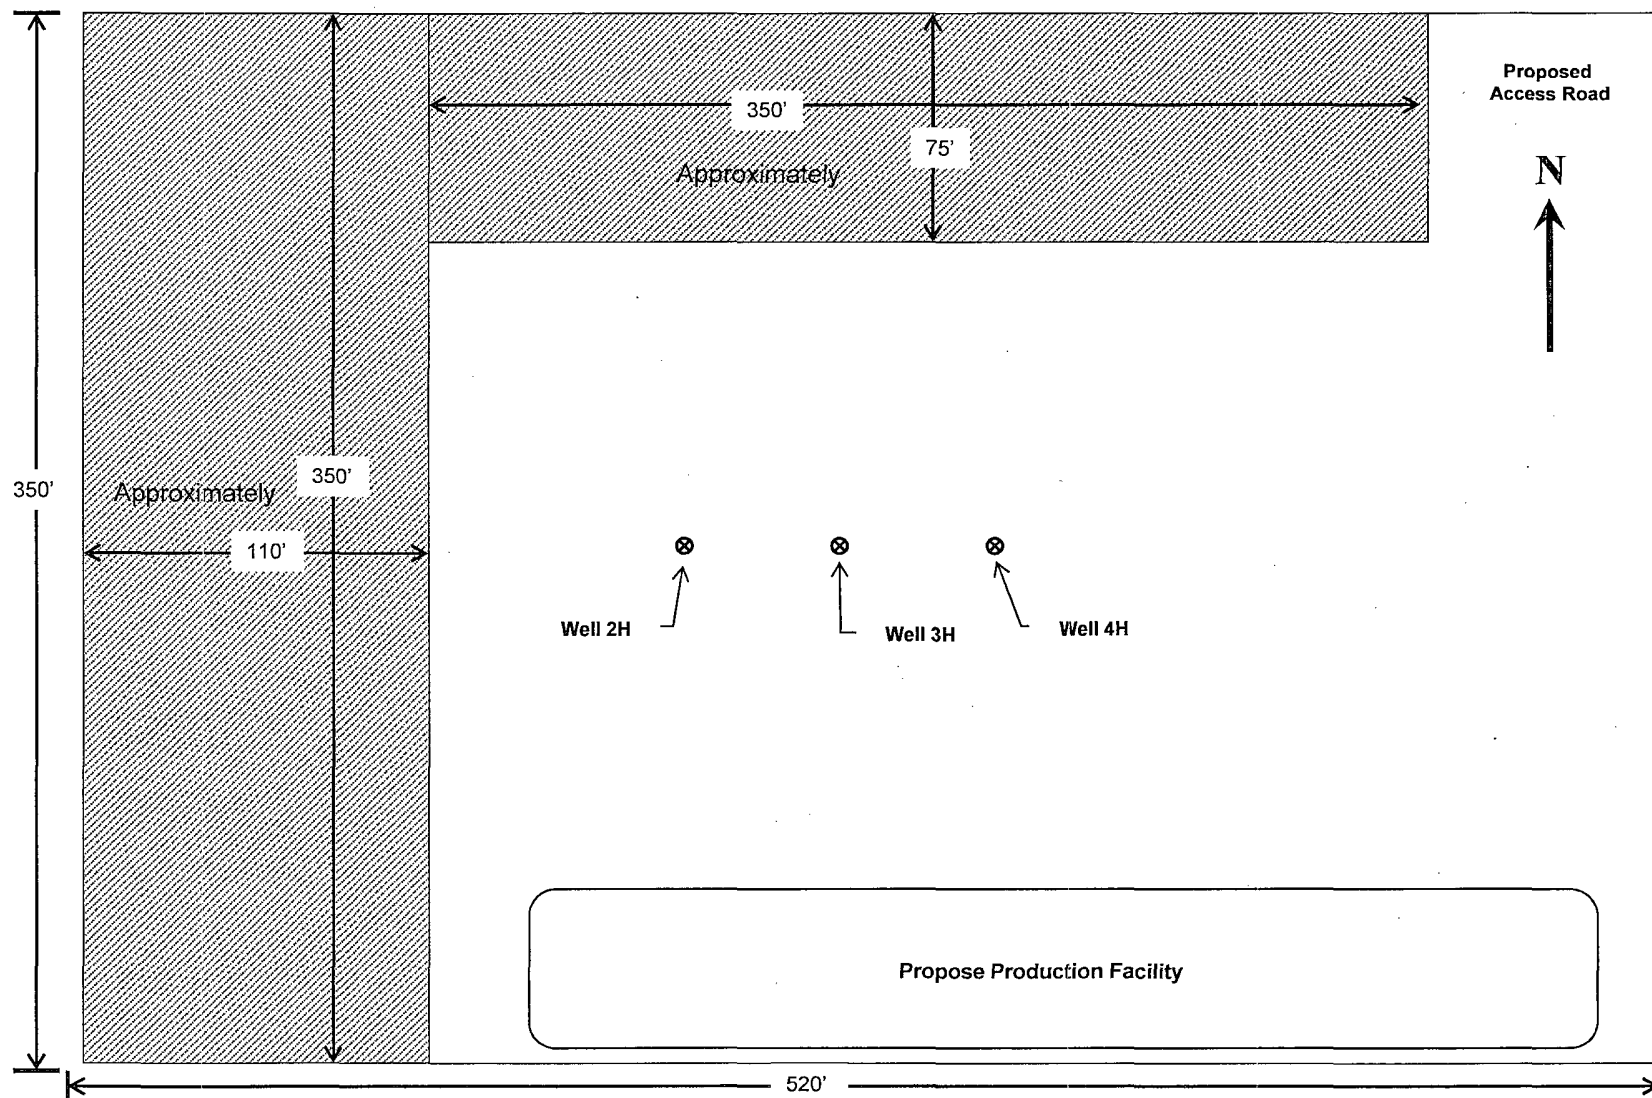 Proposed
Access Road
350'
75'
Approximately
N
350'
350'
Approximately
110'
Well 2H
Well 3H
Well 4H
Propose Production Facility
520'